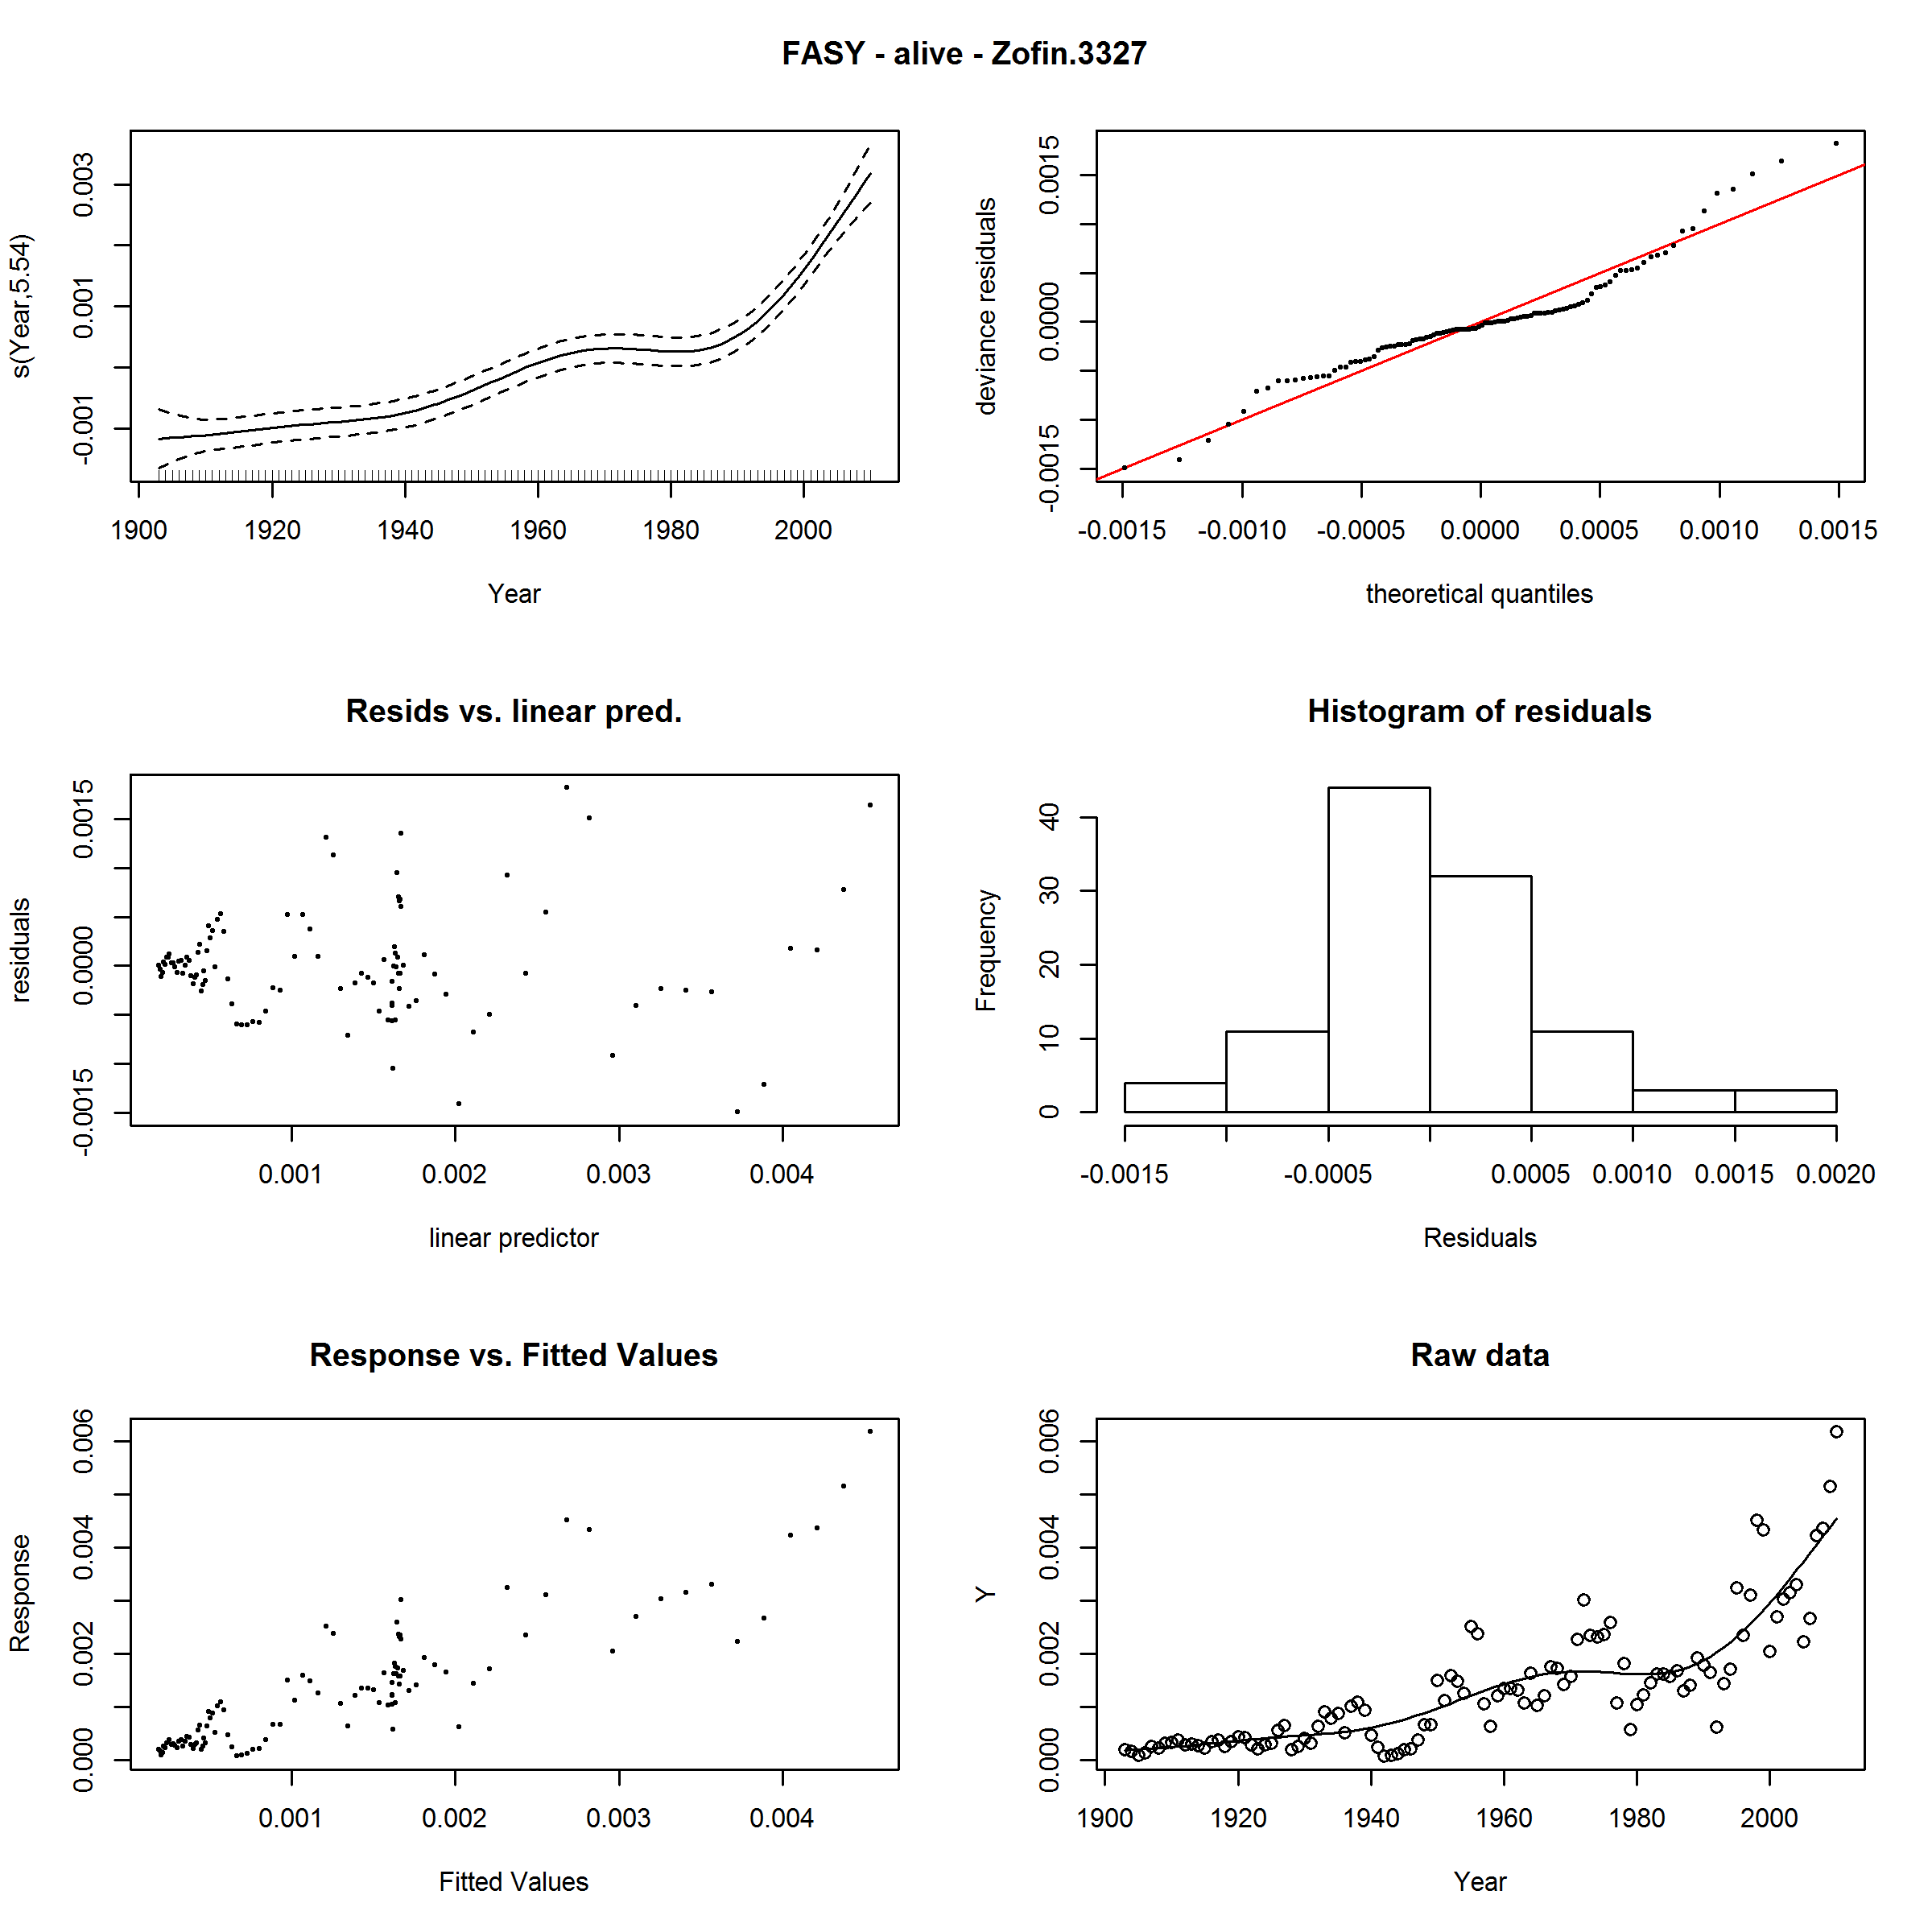 FASY - alive - Zofin.3327
s(Year,5.54)
-0.001 0.001 0.003
1900 1920 1940 1960 1980 2000
Year
deviance residuals
-0.0015 0.0000 0.0015
-0.0015 -0.0010 -0.0005 0.0000 0.0005 0.0010 0.0015
theoretical quantiles
Resids vs. linear pred.
residuals
-0.0015 0.0000 0.0015
0.001 0.002 0.003 0.004
linear predictor
Histogram of residuals
Frequency
0 10 20 30 40
-0.0015 -0.0005 0.0005 0.0010 0.0015 0.0020
Residuals
Response vs. Fitted Values
Response
0.000 0.002 0.004 0.006
0.001 0.002 0.003 0.004
Fitted Values
Raw data
Y
0.000 0.002 0.004 0.006
1900 1920 1940 1960 1980 2000
Year